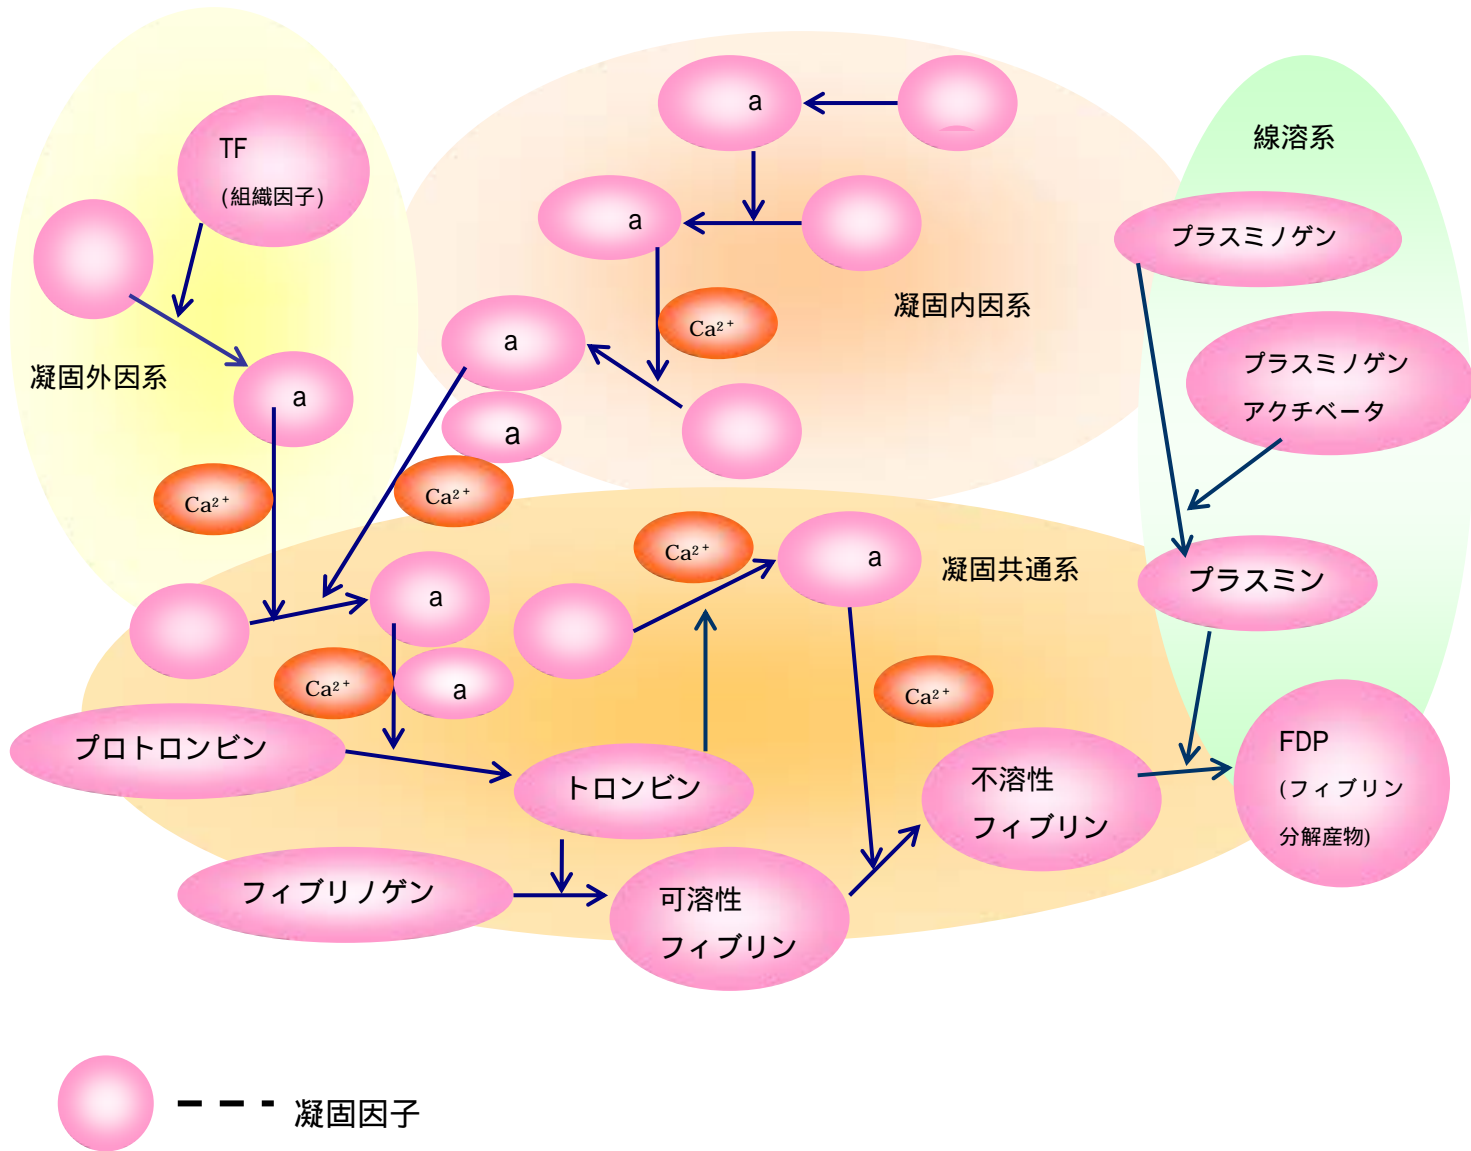 a
線溶系
TF
(組織因子)
a
プラスミノゲン
凝固内因系
Ca²⁺
a
プラスミノゲン
アクチベータ
凝固外因系
a
a
Ca²⁺
Ca²⁺
Ca²⁺
a
凝固共通系
プラスミン
a
Ca²⁺
a
Ca²⁺
プロトロンビン
FDP
(フィブリン
分解産物)
トロンビン
不溶性
フィブリン
フィブリノゲン
可溶性
フィブリン
凝固因子